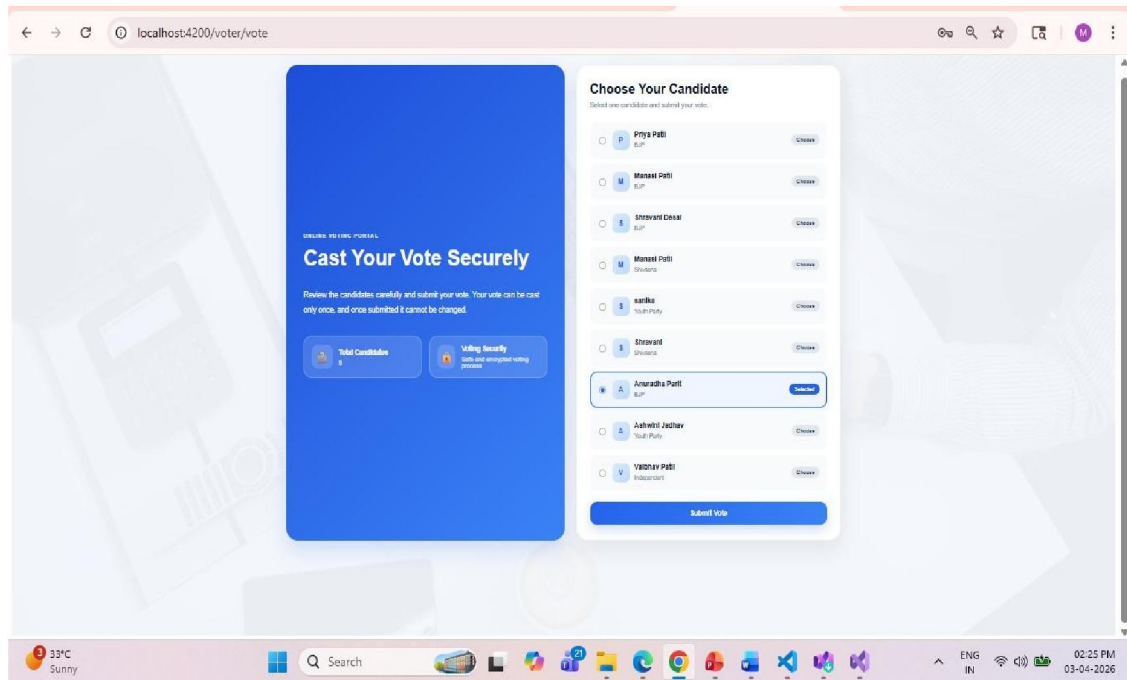 localhost:4200/voter/vote
M
ONLINE VOTING PORTAL
Cast Your Vote Securely
Review the candidates carefully and submit your vote. Your vote can be cast
only once, and once submitted it cannot be changed.
Total Candidates
9
Voting Security
Safe and encrypted voting
process
Choose Your Candidate
Select one candidate and submit your vote.
P
Priya Patil
BJP
Choose
M
Manasi Patil
BJP
Choose
S
Shravani Desai
BJP
Choose
M
Manasi Patil
Shivsena
Choose
S
sanika
Youth Party
Choose
S
Shravani
Shivsena
Choose
A
Anuradha Parit
BJP
Selected
A
Ashwini Jadhav
Youth Party
Choose
V
Vaibhav Patil
Independent
Choose
Submit Vote
3
33°C
Sunny
Search
21
ENG
IN
02:25 PM
03-04-2026